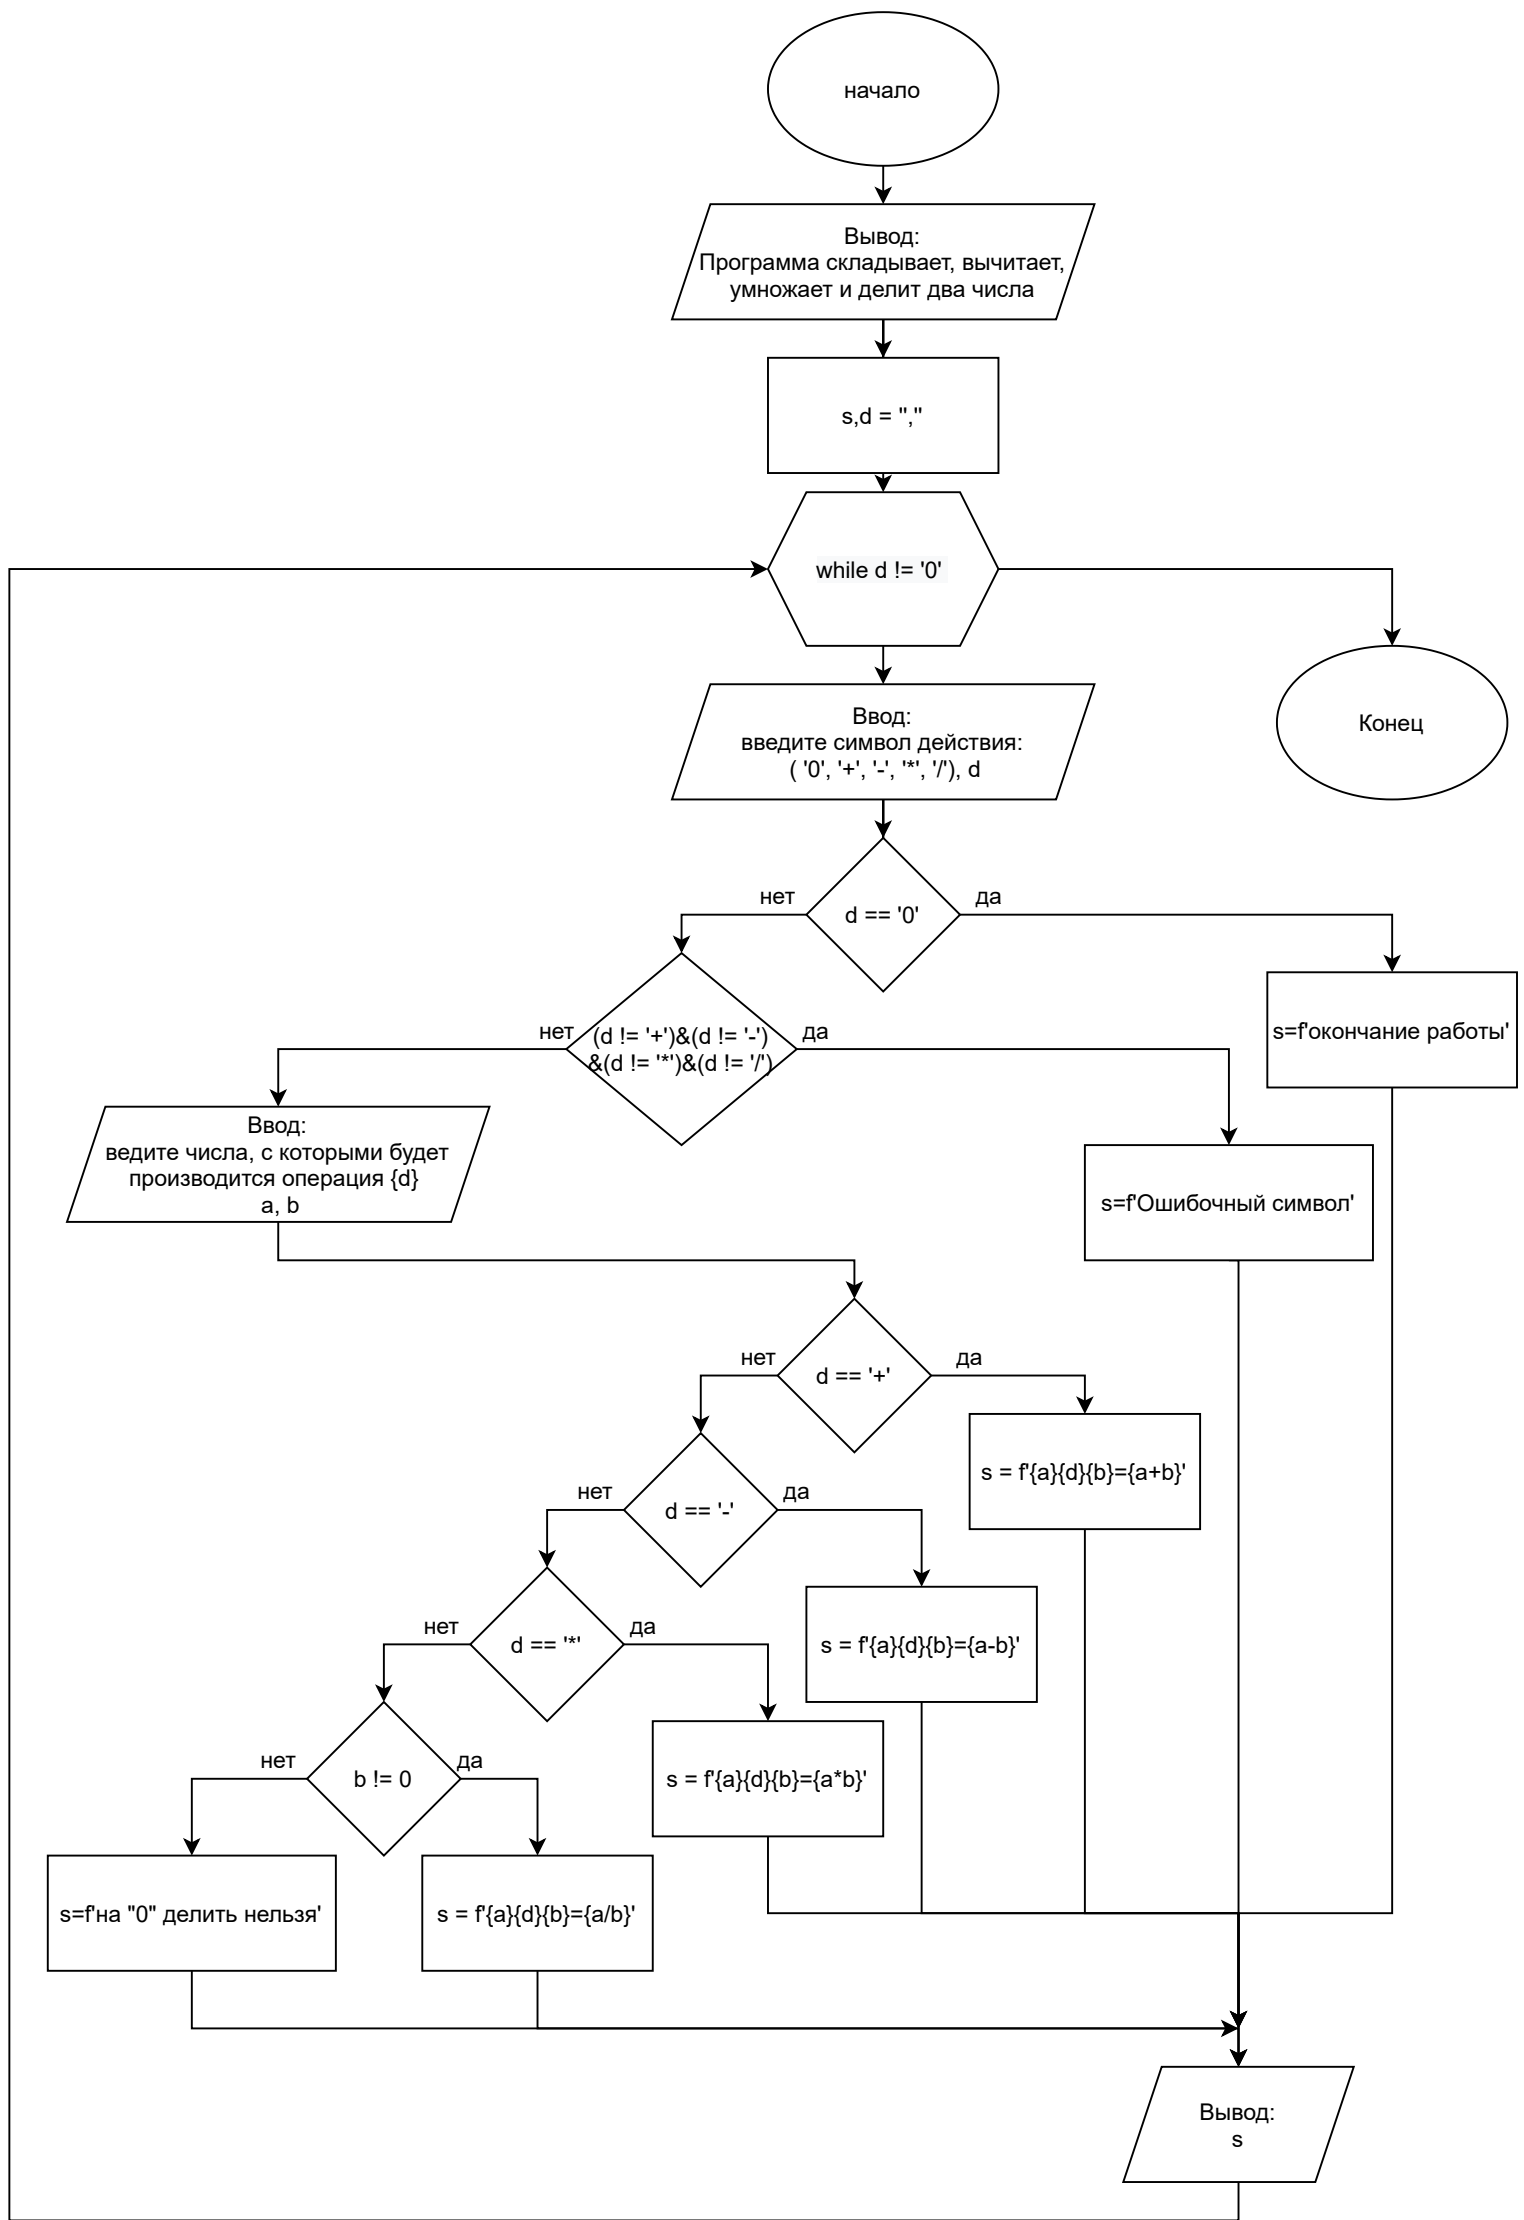 начало
Вывод:
Программа складывает, вычитает,
умножает и делит два числа
s,d = '',''
while d != '0'
Ввод:
введите символ действия:
( '0', '+', '-', '*', '/'), d
Конец
нет
да
d == '0'
s=f'окончание работы'
нет
да
(d != '+')&(d != '-')
&(d != '*')&(d != '/')
Ввод:
ведите числа, с которыми будет
производится операция {d}
a, b
s=f'Ошибочный символ'
нет
да
d == '+'
s = f'{a}{d}{b}={a+b}'
нет
да
d == '-'
s = f'{a}{d}{b}={a-b}'
нет
да
d == '*'
s = f'{a}{d}{b}={a*b}'
нет
да
b != 0
s=f'на "0" делить нельзя'
s = f'{a}{d}{b}={a/b}'
Вывод:
s